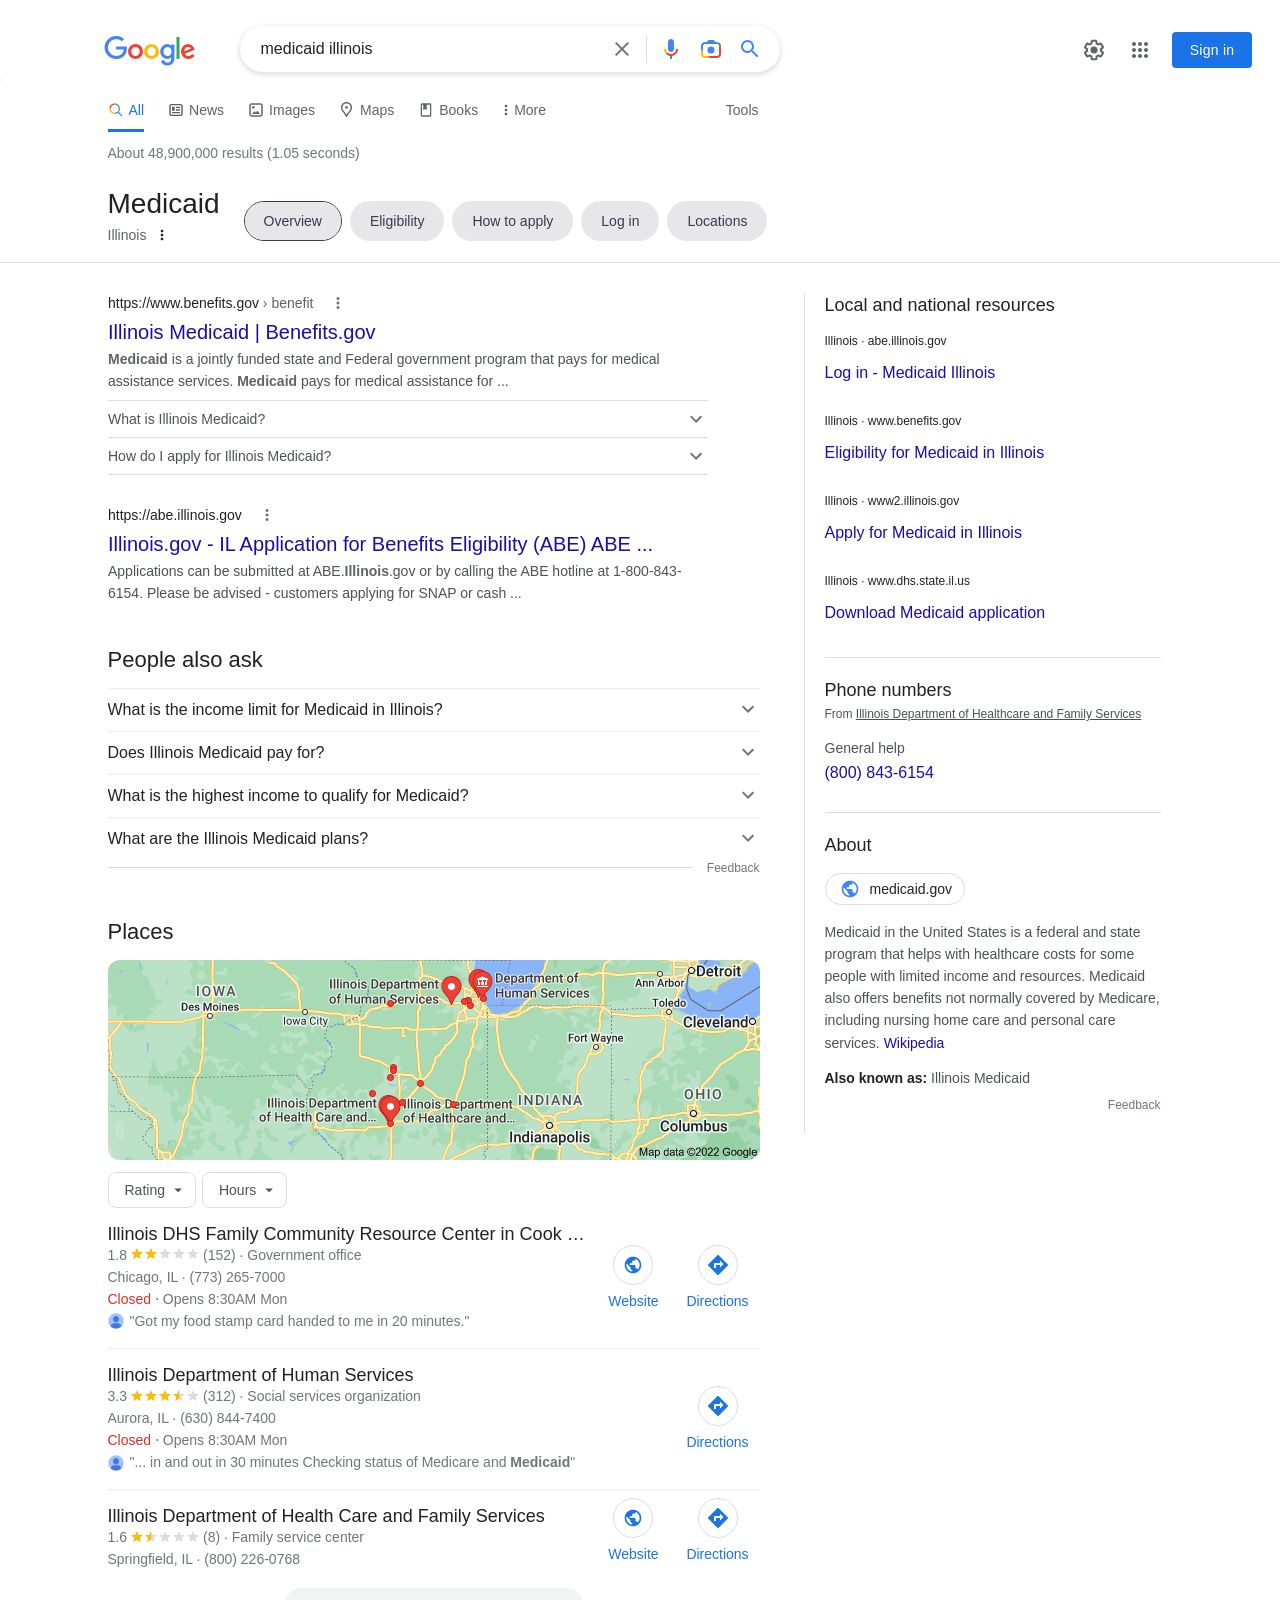 Google
medicaid illinois
Sign in
All
News
Images
Maps
Books
More
Tools
About 48,900,000 results (1.05 seconds)
Medicaid
Illinois
Overview
Eligibility
How to apply
Log in
Locations
https://www.benefits.gov › benefit
Illinois Medicaid | Benefits.gov
Medicaid is a jointly funded state and Federal government program that pays for medical
assistance services. Medicaid pays for medical assistance for ...
What is Illinois Medicaid?
How do I apply for Illinois Medicaid?
https://abe.illinois.gov
Illinois.gov - IL Application for Benefits Eligibility (ABE) ABE ...
Applications can be submitted at ABE.Illinois.gov or by calling the ABE hotline at 1-800-843-
6154. Please be advised - customers applying for SNAP or cash ...
People also ask
What is the income limit for Medicaid in Illinois?
Does Illinois Medicaid pay for?
What is the highest income to qualify for Medicaid?
What are the Illinois Medicaid plans?
Feedback
Places
IOWA
Des Moines
Iowa City
Illinois Department
of Human Services
Department of
Human Services
Detroit
Ann Arbor
Toledo
Cleveland
Fort Wayne
Illinois Department
of Health Care and...
Illinois Department
of Healthcare and...
INDIANA
Indianapolis
OHIO
Columbus
Map data ©2022 Google
Rating
Hours
Illinois DHS Family Community Resource Center in Cook …
1.8 (152) · Government office
Chicago, IL · (773) 265-7000
Closed · Opens 8:30AM Mon
"Got my food stamp card handed to me in 20 minutes."
Website
Directions
Illinois Department of Human Services
3.3 (312) · Social services organization
Aurora, IL · (630) 844-7400
Closed · Opens 8:30AM Mon
"... in and out in 30 minutes Checking status of Medicare and Medicaid"
Directions
Illinois Department of Health Care and Family Services
1.6 (8) · Family service center
Springfield, IL · (800) 226-0768
Website
Directions
Local and national resources
Illinois · abe.illinois.gov
Log in - Medicaid Illinois
Illinois · www.benefits.gov
Eligibility for Medicaid in Illinois
Illinois · www2.illinois.gov
Apply for Medicaid in Illinois
Illinois · www.dhs.state.il.us
Download Medicaid application
Phone numbers
From Illinois Department of Healthcare and Family Services
General help
(800) 843-6154
About
medicaid.gov
Medicaid in the United States is a federal and state
program that helps with healthcare costs for some
people with limited income and resources. Medicaid
also offers benefits not normally covered by Medicare,
including nursing home care and personal care
services. Wikipedia
Also known as: Illinois Medicaid
Feedback